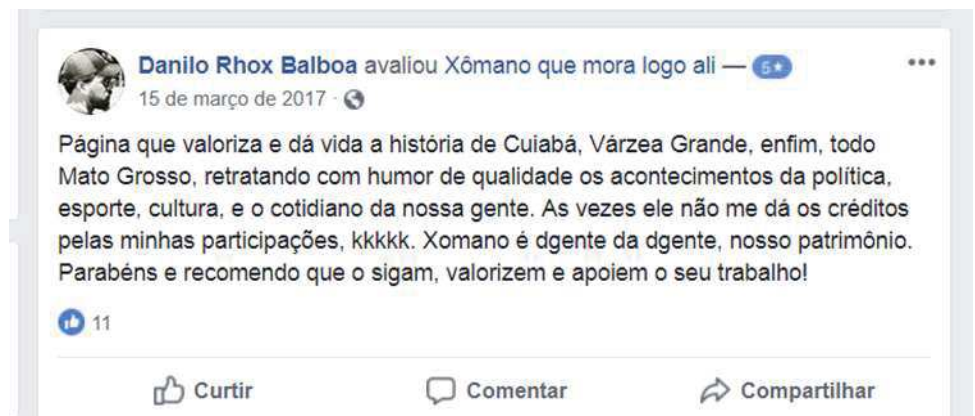 Danilo Rhox Balboa avaliou Xômano que mora logo ali — 5★
15 de março de 2017 ·
Página que valoriza e dá vida a história de Cuiabá, Várzea Grande, enfim, todo
Mato Grosso, retratando com humor de qualidade os acontecimentos da política,
esporte, cultura, e o cotidiano da nossa gente. As vezes ele não me dá os créditos
pelas minhas participações, kkkkk. Xomano é dgente da dgente, nosso patrimônio.
Parabéns e recomendo que o sigam, valorizem e apoiem o seu trabalho!
11
Curtir Comentar Compartilhar